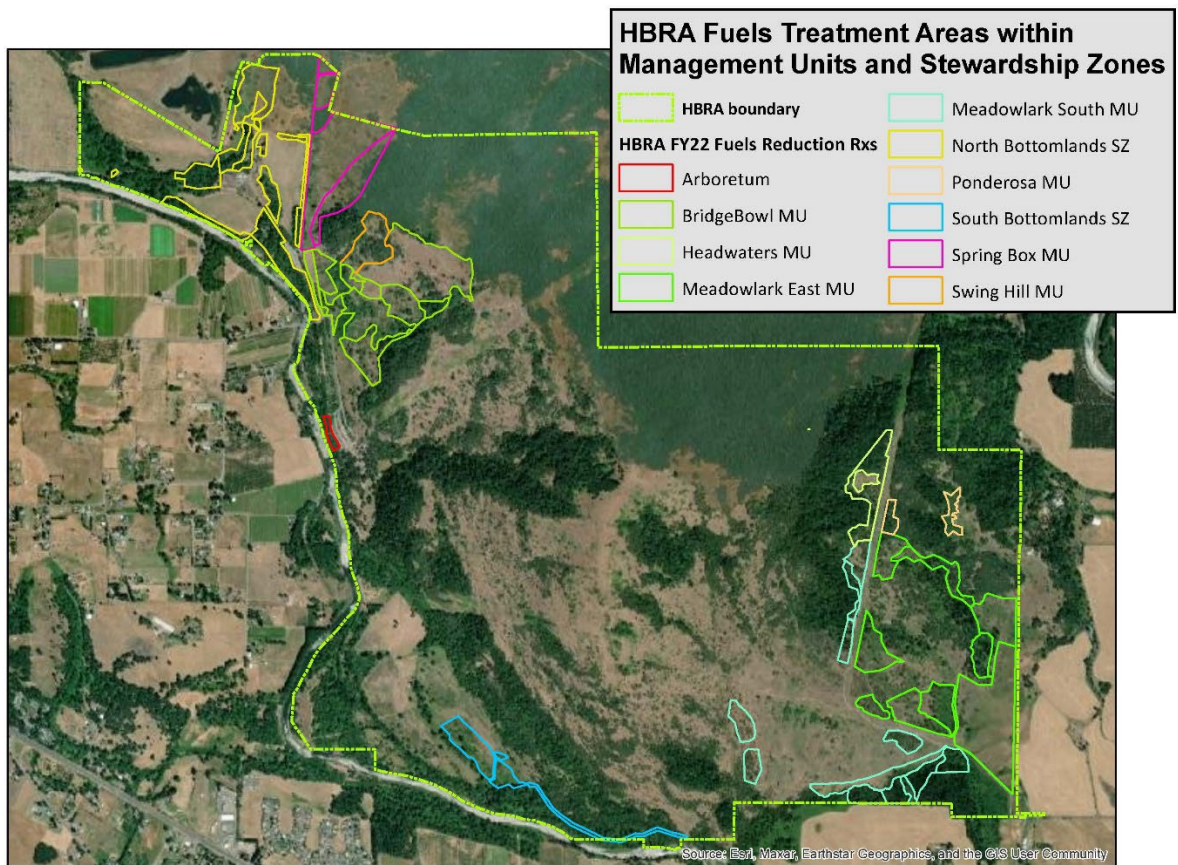 HBRA Fuels Treatment Areas within
Management Units and Stewardship Zones
HBRA boundary
HBRA FY22 Fuels Reduction Rxs
Arboretum
BridgeBowl MU
Headwaters MU
Meadowlark East MU
Meadowlark South MU
North Bottomlands SZ
Ponderosa MU
South Bottomlands SZ
Spring Box MU
Swing Hill MU
Source: Esri, Maxar, Earthstar Geographics, and the GIS User Community